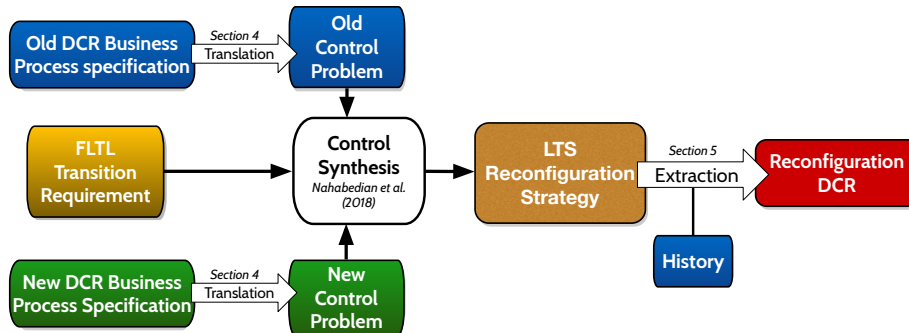 Old DCR Business
Process specification
Section 4
Translation
Old
Control
Problem
FLTL
Transition
Requirement
Control
Synthesis
Nahabedian et al.
(2018)
LTS
Reconfiguration
Strategy
Section 5
Extraction
Reconfiguration
DCR
History
New DCR Business
Process Specification
Section 4
Translation
New
Control
Problem